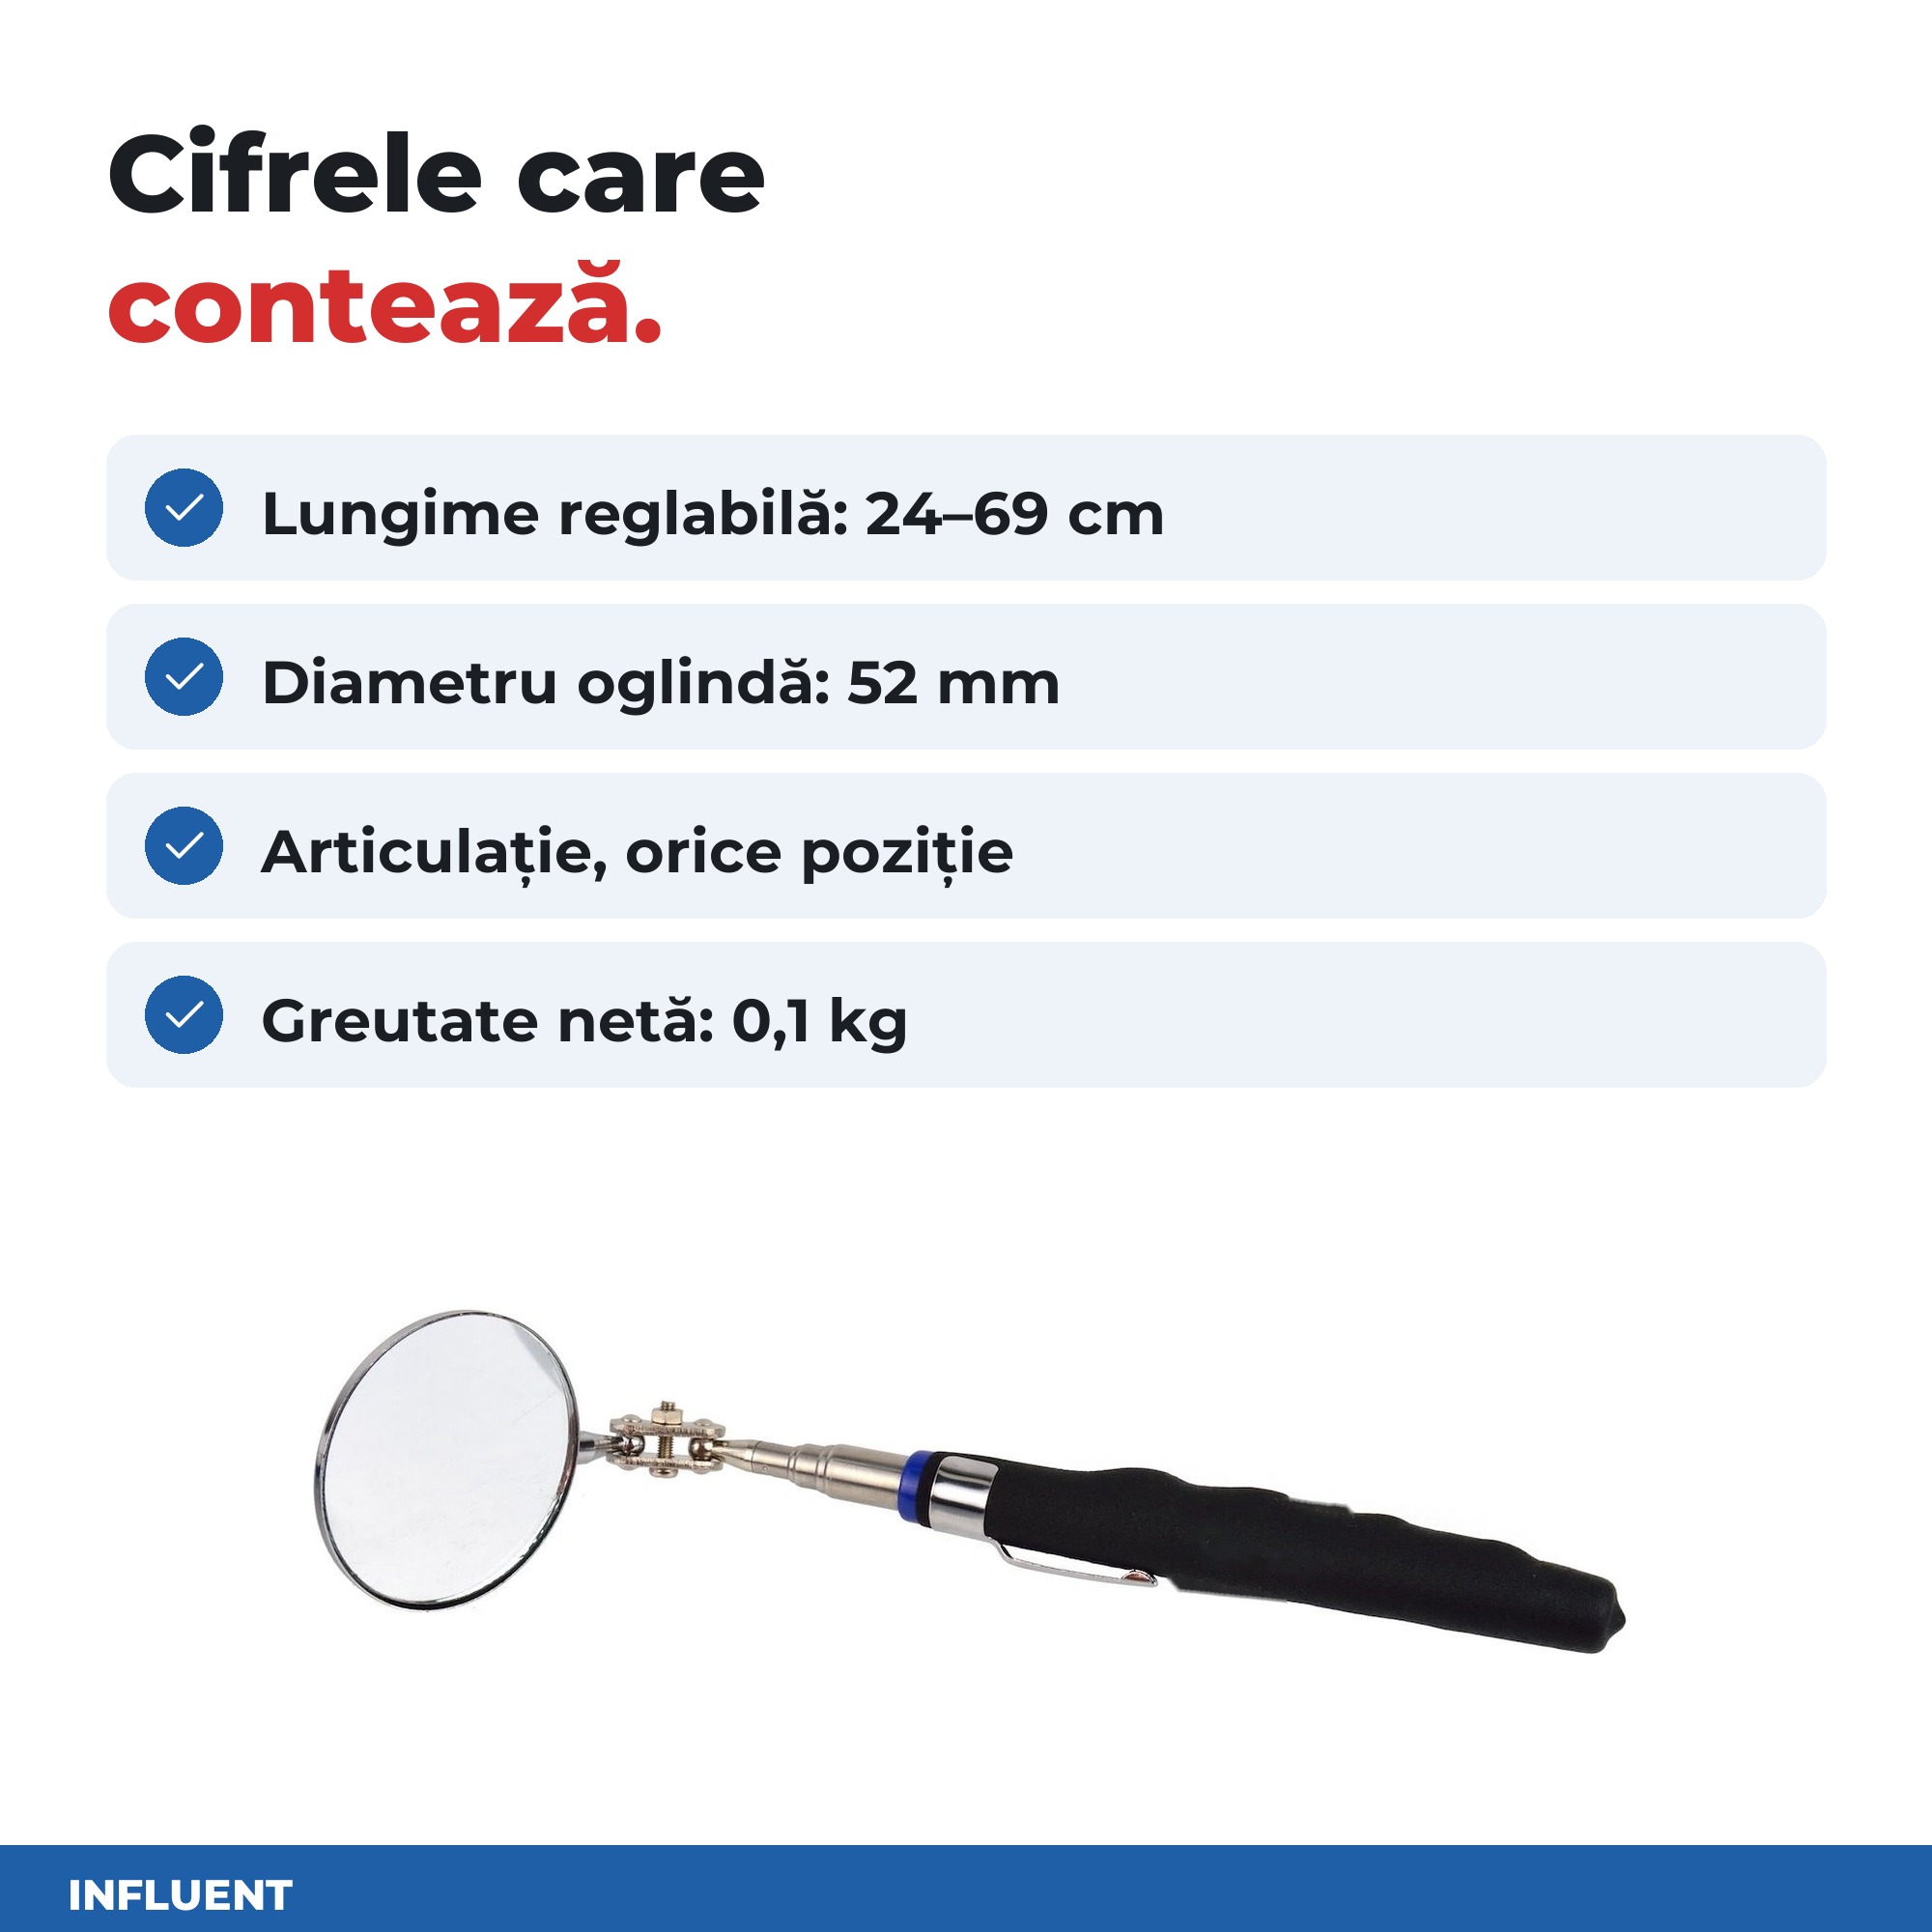 Cifrele care
contează.
Lungime reglabilă: 24–69 cm
Diametru oglindă: 52 mm
Articulație, orice poziție
Greutate netă: 0,1 kg
INFLUENT